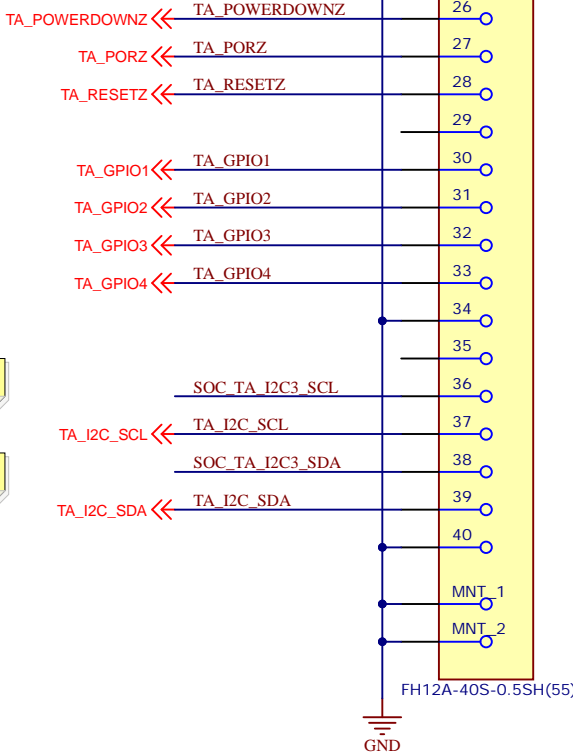 TA_POWERDOWNZ TA_POWERDOWNZ 26
TA_PORZ TA_PORZ 27
TA_RESETZ TA_RESETZ 28
29
TA_GPIO1 TA_GPIO1 30
TA_GPIO2 TA_GPIO2 31
TA_GPIO3 TA_GPIO3 32
TA_GPIO4 TA_GPIO4 33
34
35
SOC_TA_I2C3_SCL 36
TA_I2C_SCL TA_I2C_SCL 37
SOC_TA_I2C3_SDA 38
TA_I2C_SDA TA_I2C_SDA 39
40
MNT_1
MNT_2
FH12A-40S-0.5SH(55)
GND